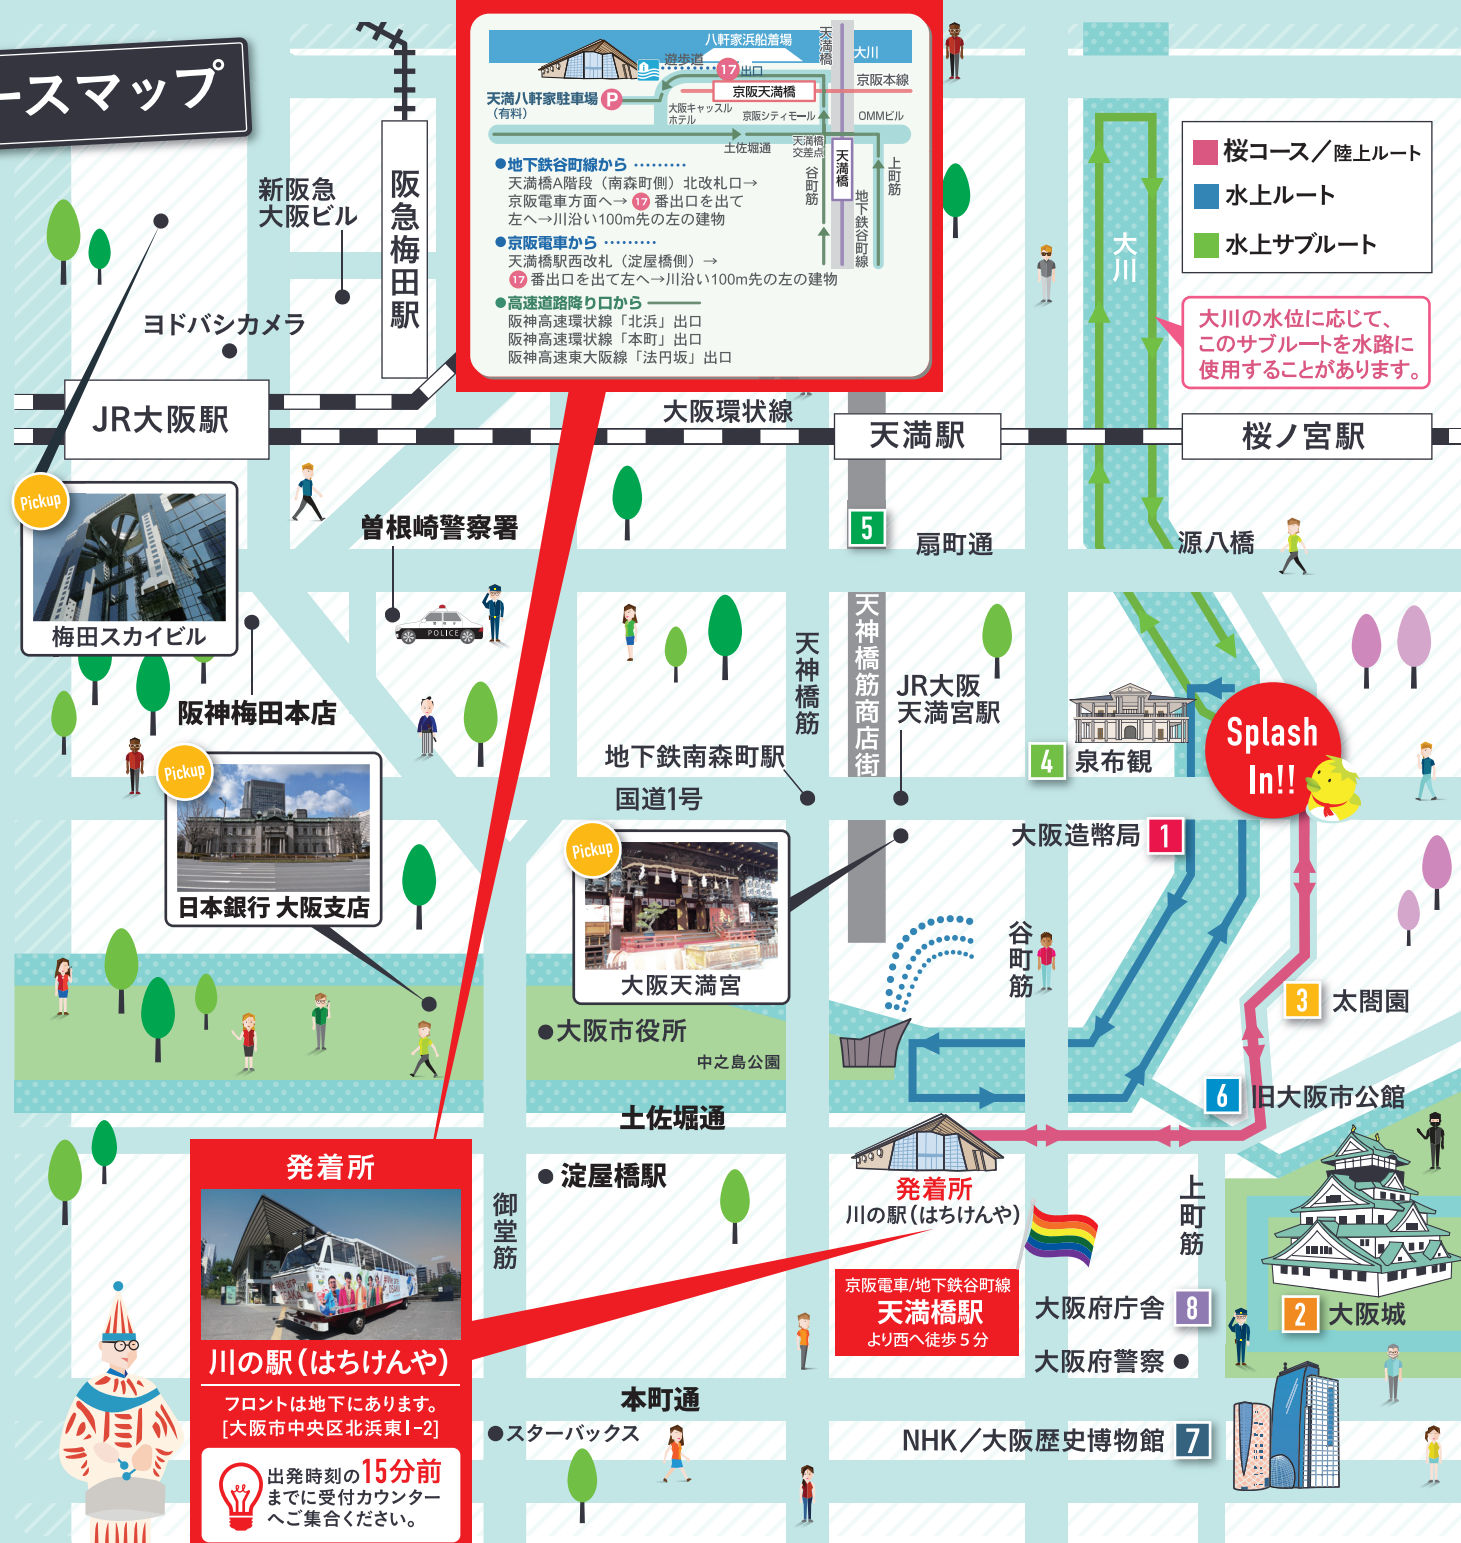 ースマップ
八軒家浜船着場
天満橋
大川
遊歩道
17 出口
京阪本線
京阪天満橋
天満八軒家駐車場 P
(有料)
大阪キャッスル
ホテル
京阪シティモール
OMMビル
土佐堀通
天満橋
交差点
天満橋
谷町筋
地下鉄谷町線
上町筋
●地下鉄谷町線から ………
天満橋A階段（南森町側）北改札口→
京阪電車方面へ→ 17 番出口を出て
左へ→川沿い100m先の左の建物
●京阪電車から ………
天満橋駅西改札（淀屋橋側）→
17 番出口を出て左へ→川沿い100m先の左の建物
●高速道路降り口から
阪神高速環状線「北浜」出口
阪神高速環状線「本町」出口
阪神高速東大阪線「法円坂」出口
桜コース／陸上ルート
水上ルート
水上サブルート
大川
大川の水位に応じて、
このサブルートを水路に
使用することがあります。
新阪急
大阪ビル
阪急梅田駅
ヨドバシカメラ
JR大阪駅
大阪環状線
天満駅
桜ノ宮駅
Pickup
梅田スカイビル
曽根崎警察署
POLICE
5
扇町通
源八橋
阪神梅田本店
天神橋筋
天神橋筋商店街
JR大阪
天満宮駅
地下鉄南森町駅
国道1号
4 泉布観
Splash
In!!
Pickup
日本銀行 大阪支店
Pickup
大阪天満宮
大阪造幣局 1
谷町筋
3 太閤園
●大阪市役所
中之島公園
6 旧大阪市公館
土佐堀通
●淀屋橋駅
御堂筋
発着所
川の駅（はちけんや）
上町筋
京阪電車/地下鉄谷町線
天満橋駅
より西へ徒歩５分
大阪府庁舎 8
2 大阪城
大阪府警察 ●
本町通
●スターバックス
NHK／大阪歴史博物館 7
発着所
川の駅（はちけんや）
フロントは地下にあります。
[大阪市中央区北浜東1-2]
出発時刻の15分前
までに受付カウンター
へご集合ください。